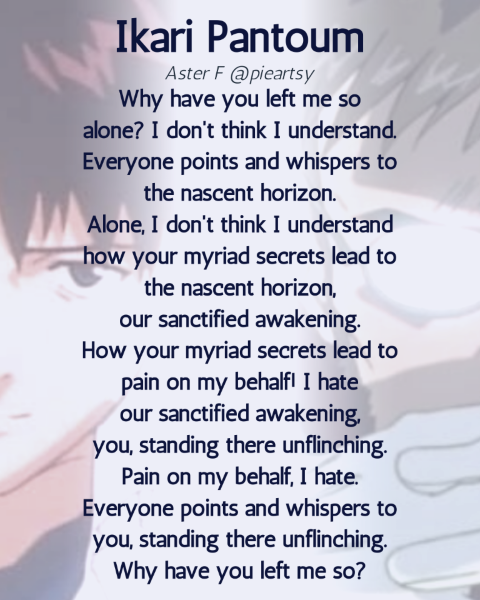 Ikari Pantoum
Aster F @pieartsy
Why have you left me so
alone? I don't think I understand.
Everyone points and whispers to
the nascent horizon.
Alone, I don't think I understand
how your myriad secrets lead to
the nascent horizon,
our sanctified awakening.
How your myriad secrets lead to
pain on my behalf! I hate
our sanctified awakening,
you, standing there unflinching.
Pain on my behalf, I hate.
Everyone points and whispers to
you, standing there unflinching.
Why have you left me so?